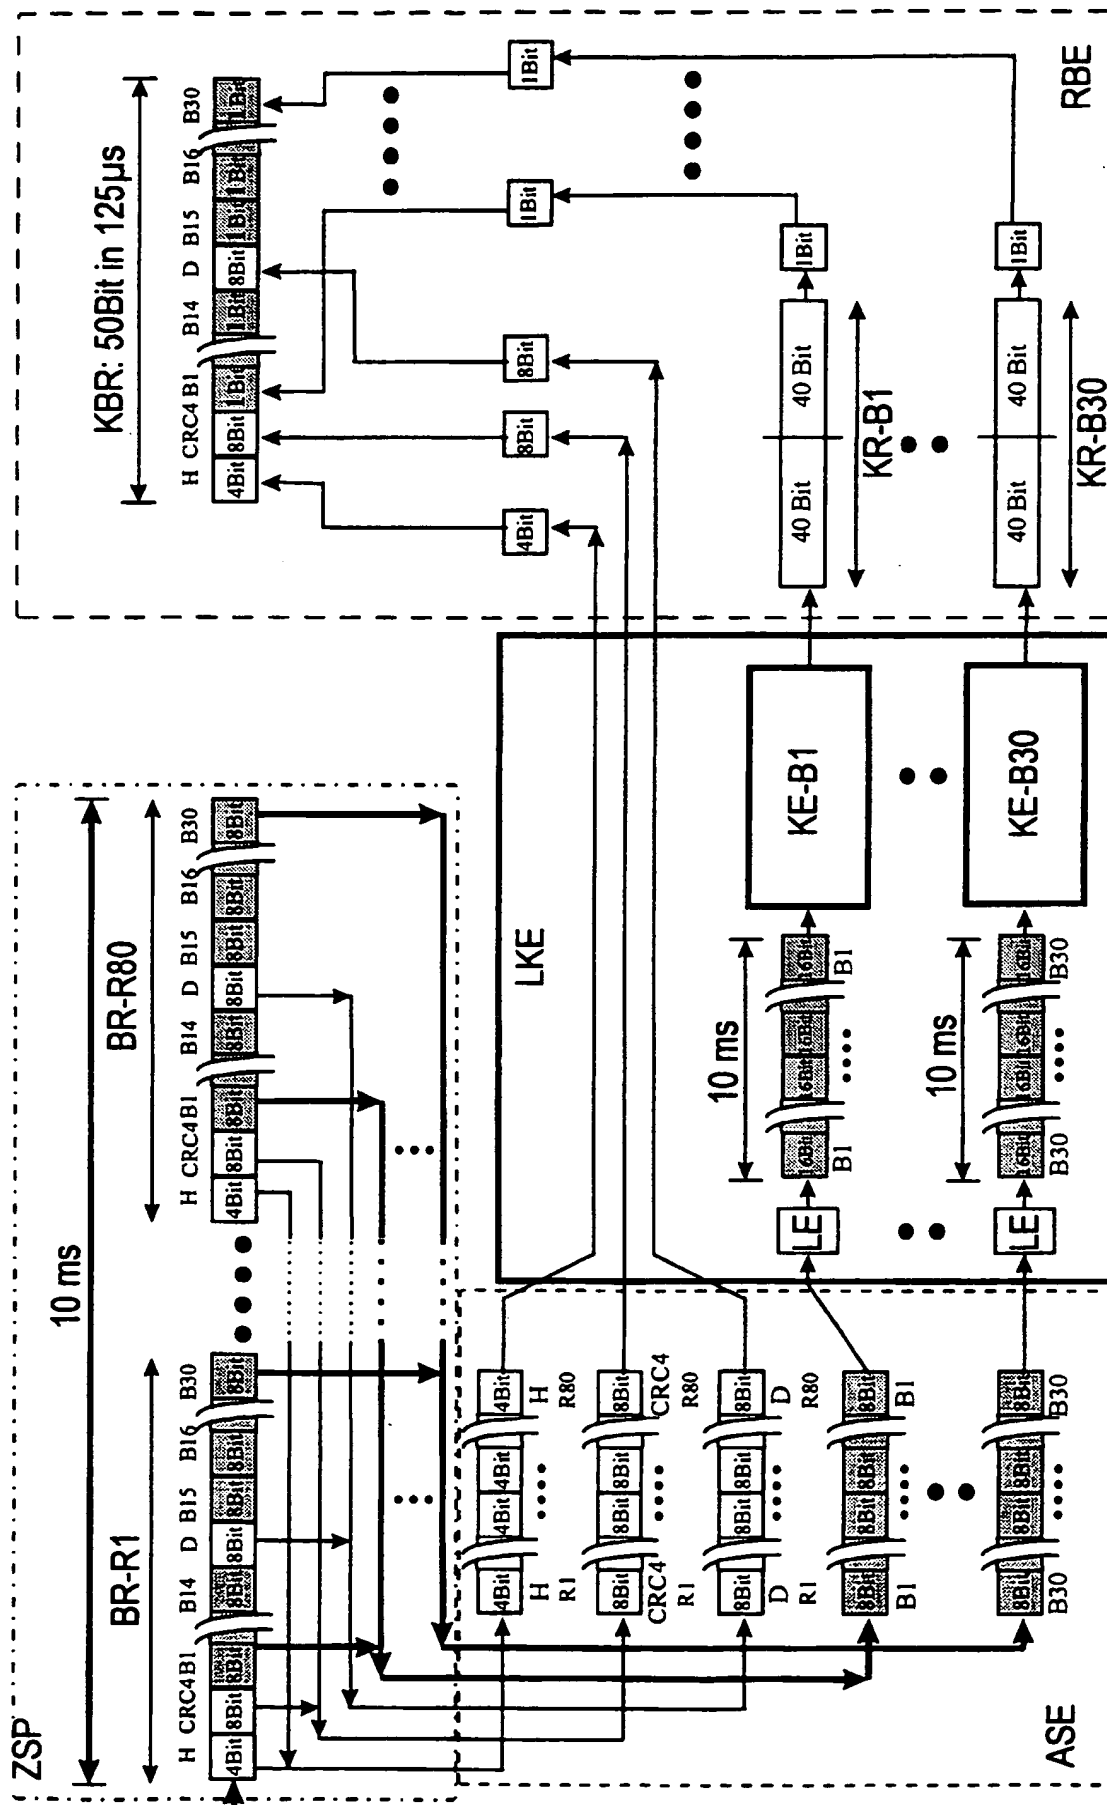 ZSP
10 ms
BR-R1
H CRC4 B1 B14 D B15 B16 B30
4Bit 8Bit 8Bit 8Bit 8Bit 8Bit 8Bit 8Bit
BR-R80
H CRC4 B1 B14 D B15 B16 B30
4Bit 8Bit 8Bit 8Bit 8Bit 8Bit 8Bit 8Bit
KBR: 50Bit in 125µs
H CRC4 B1 B14 D B15 B16 B30
4Bit 8Bit 1Bit 1Bit 8Bit 1Bit 1Bit 1Bit
4Bit 8Bit 8Bit 1Bit 1Bit
RBE
ASE
4Bit 4Bit 4Bit 4Bit
H H
R1 R80
8Bit 8Bit 8Bit 8Bit
CRC4 CRC4
R1 R80
8Bit 8Bit 8Bit 8Bit
D D
R1 R80
8Bit 8Bit 8Bit 8Bit
B1 B1
8Bit 8Bit 8Bit 8Bit
B30 B30
LKE
10 ms
LE 16Bit 16Bit 16Bit 16Bit
B1 B1
KE-B1
40 Bit 40 Bit 1Bit
KR-B1
10 ms
LE 16Bit 16Bit 16Bit 16Bit
B30 B30
KE-B30
40 Bit 40 Bit 1Bit
KR-B30